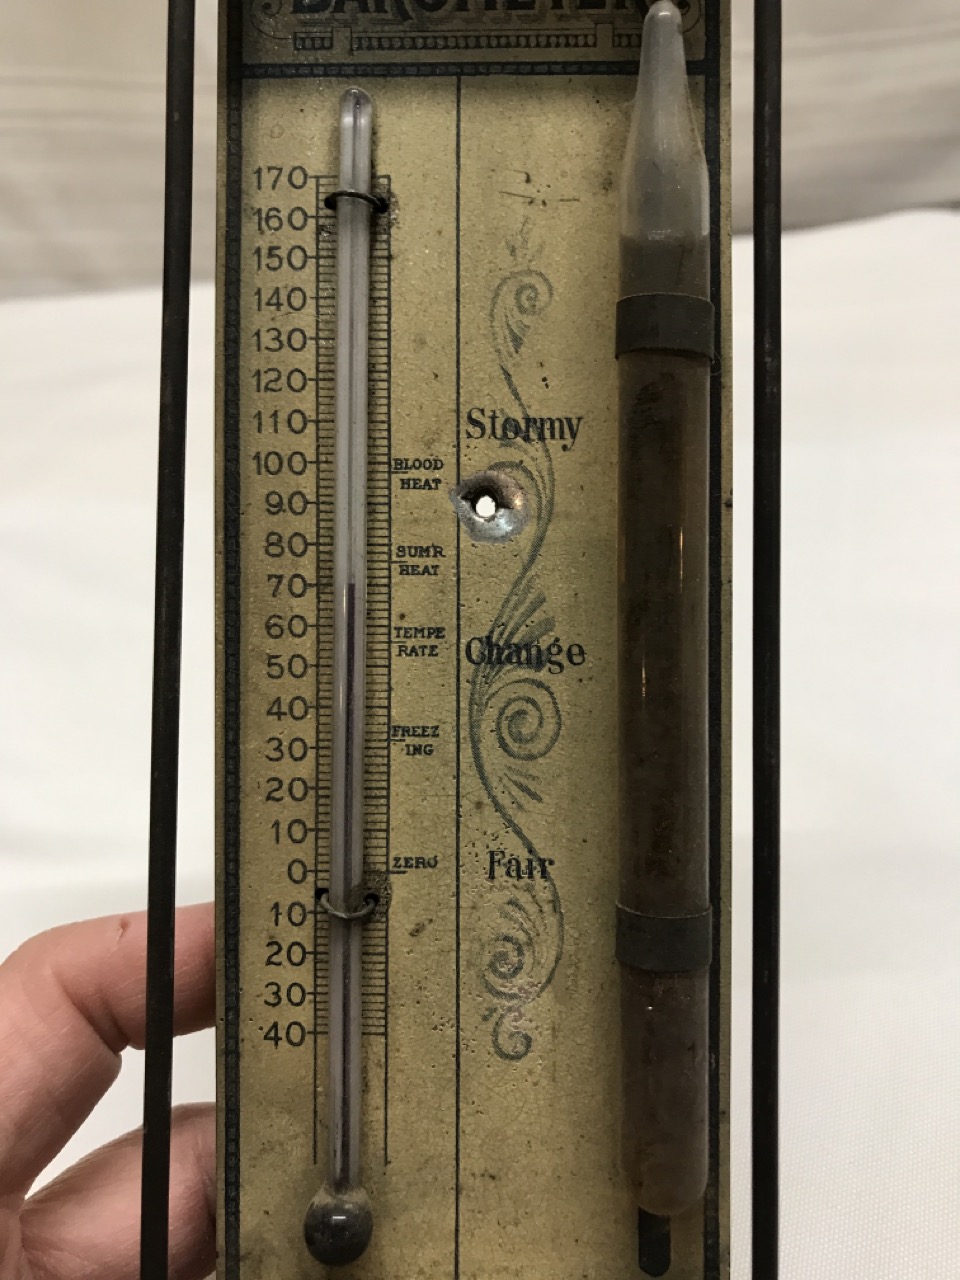 BAROMETER
170
160
150
140
130
120
110
100
90
80
70
60
50
40
30
20
10
0
10
20
30
40
BLOOD
HEAT
SUM'R
HEAT
TEMPE
RATE
FREEZ
ING
ZERO
Stormy
Change
Fair